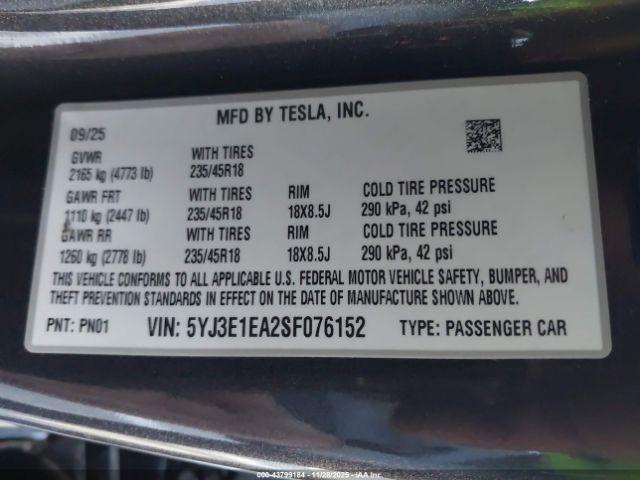 MFD BY TESLA, INC.
09/25
GVWR WITH TIRES
2165 kg (4773 lb) 235/45R18
GAWR FRT WITH TIRES RIM COLD TIRE PRESSURE
1110 kg (2447 lb) 235/45R18 18X8.5J 290 kPa, 42 psi
GAWR RR WITH TIRES RIM COLD TIRE PRESSURE
1260 kg (2778 lb) 235/45R18 18X8.5J 290 kPa, 42 psi
THIS VEHICLE CONFORMS TO ALL APPLICABLE U.S. FEDERAL MOTOR VEHICLE SAFETY, BUMPER, AND
THEFT PREVENTION STANDARDS IN EFFECT ON THE DATE OF MANUFACTURE SHOWN ABOVE.
PNT: PN01 VIN: 5YJ3E1EA2SF076152 TYPE: PASSENGER CAR
000-43799184 - 11/28/2025 - IAAI.COM